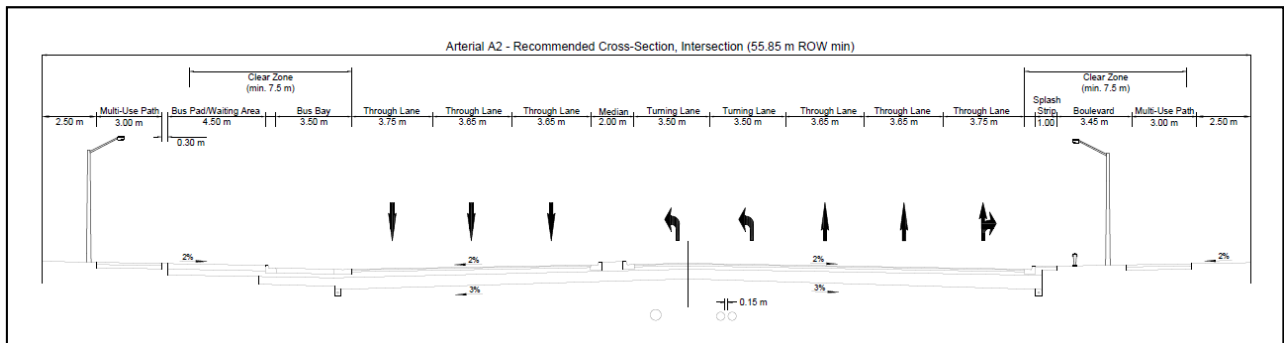 Arterial A2 - Recommended Cross-Section, Intersection (55.85 m ROW min)
Clear Zone
(min. 7.5 m)
Clear Zone
(min. 7.5 m)
Multi-Use Path Bus Pad/Waiting Area Bus Bay Through Lane Through Lane Through Lane Median Turning Lane Turning Lane Through Lane Through Lane Through Lane Splash Strip Boulevard Multi-Use Path
2.50 m 3.00 m 4.50 m 3.50 m 3.75 m 3.65 m 3.65 m 2.00 m 3.50 m 3.50 m 3.65 m 3.65 m 3.75 m 1.00 3.45 m 3.00 m 2.50 m
0.30 m
2% 2% 2% 2%
3% 3%
0.15 m